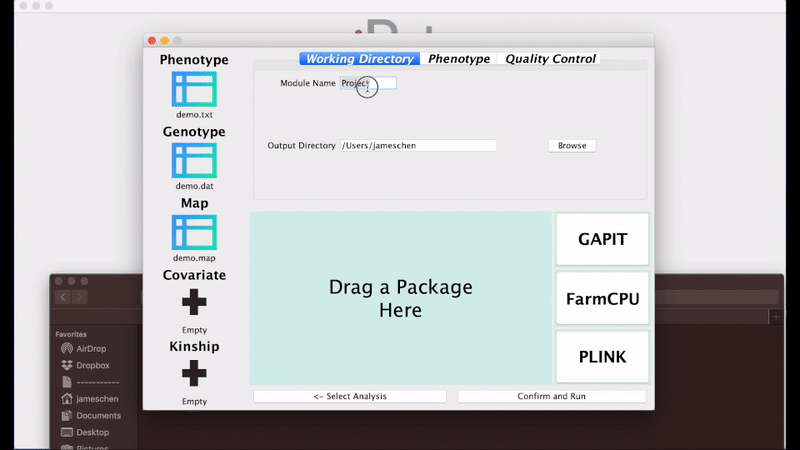 Phenotype
demo.txt
Genotype
demo.dat
Map
demo.map
Covariate
Empty
Kinship
Empty
Working Directory Phenotype Quality Control
Module Name Project
Output Directory /Users/jameschen Browse
Drag a Package
Here
GAPIT
FarmCPU
PLINK
<- Select Analysis Confirm and Run
Favorites
AirDrop
Dropbox
-----------
jameschen
Documents
Desktop
Pictures